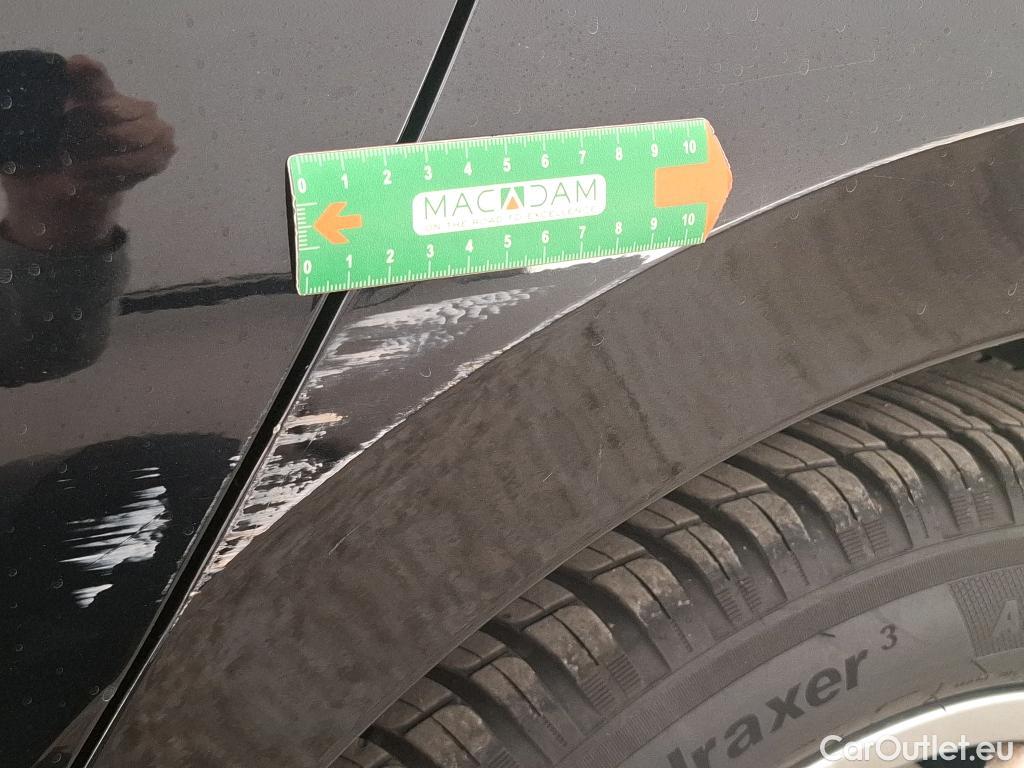 0 1 2 3 4 5 6 7 8 9 10
MACADAM
ON THE ROAD TO EXCELLENCE
0 1 2 3 4 5 6 7 8 9 10
draxer 3
A
CarOutlet.eu